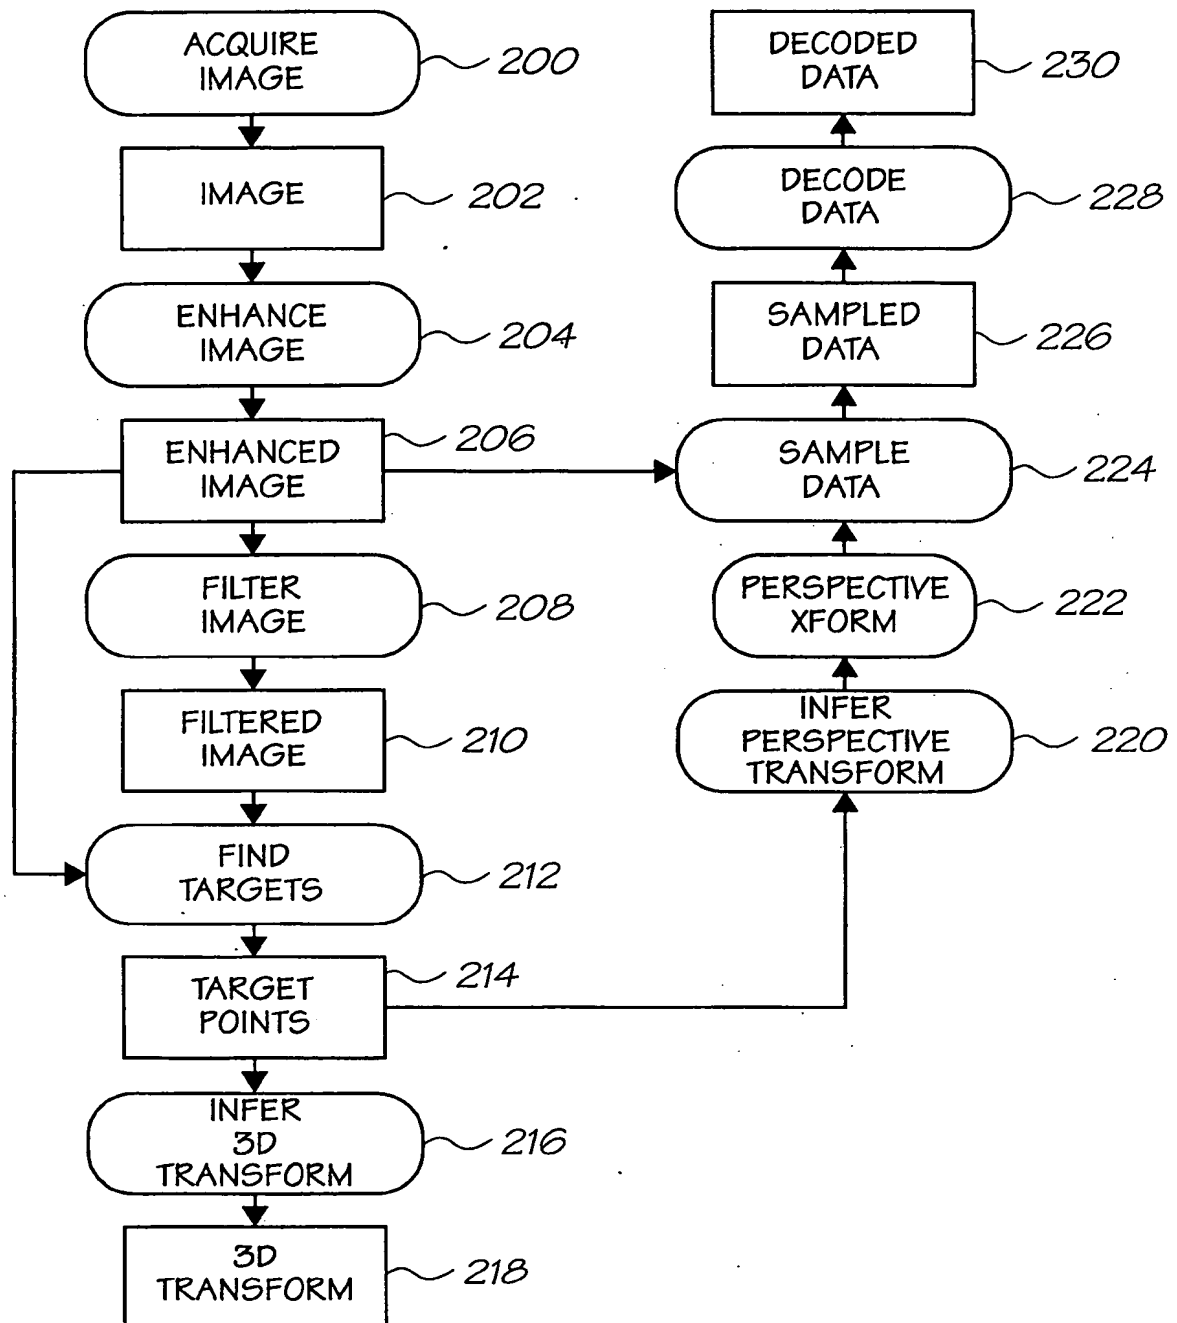 ACQUIRE
IMAGE
200
IMAGE
202
ENHANCE
IMAGE
204
ENHANCED
IMAGE
206
FILTER
IMAGE
208
FILTERED
IMAGE
210
FIND
TARGETS
212
TARGET
POINTS
214
INFER
3D
TRANSFORM
216
3D
TRANSFORM
218
DECODED
DATA
230
DECODE
DATA
228
SAMPLED
DATA
226
SAMPLE
DATA
224
PERSPECTIVE
XFORM
222
INFER
PERSPECTIVE
TRANSFORM
220